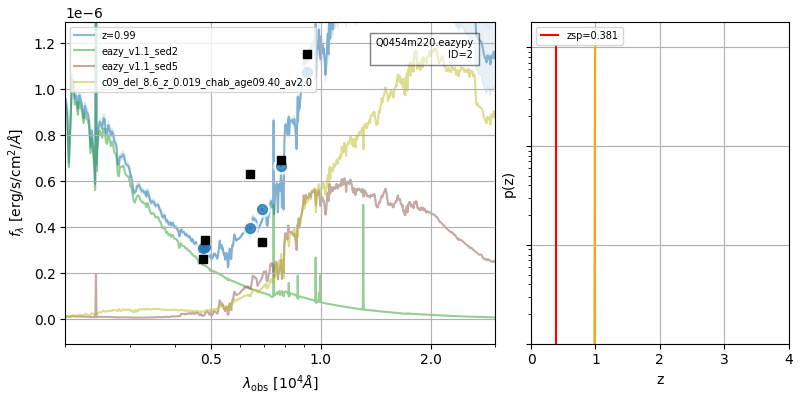 1e−6
z=0.99
eazy_v1.1_sed2
eazy_v1.1_sed5
c09_del_8.6_z_0.019_chab_age09.40_av2.0
Q0454m220.eazypy
ID=2
1.2
1.0
0.8
0.6
0.4
0.2
0.0
f_λ [erg/s/cm²/Å]
0.5
1.0
2.0
λ_obs [10⁴Å]
zsp=0.381
p(z)
0
1
2
3
4
z